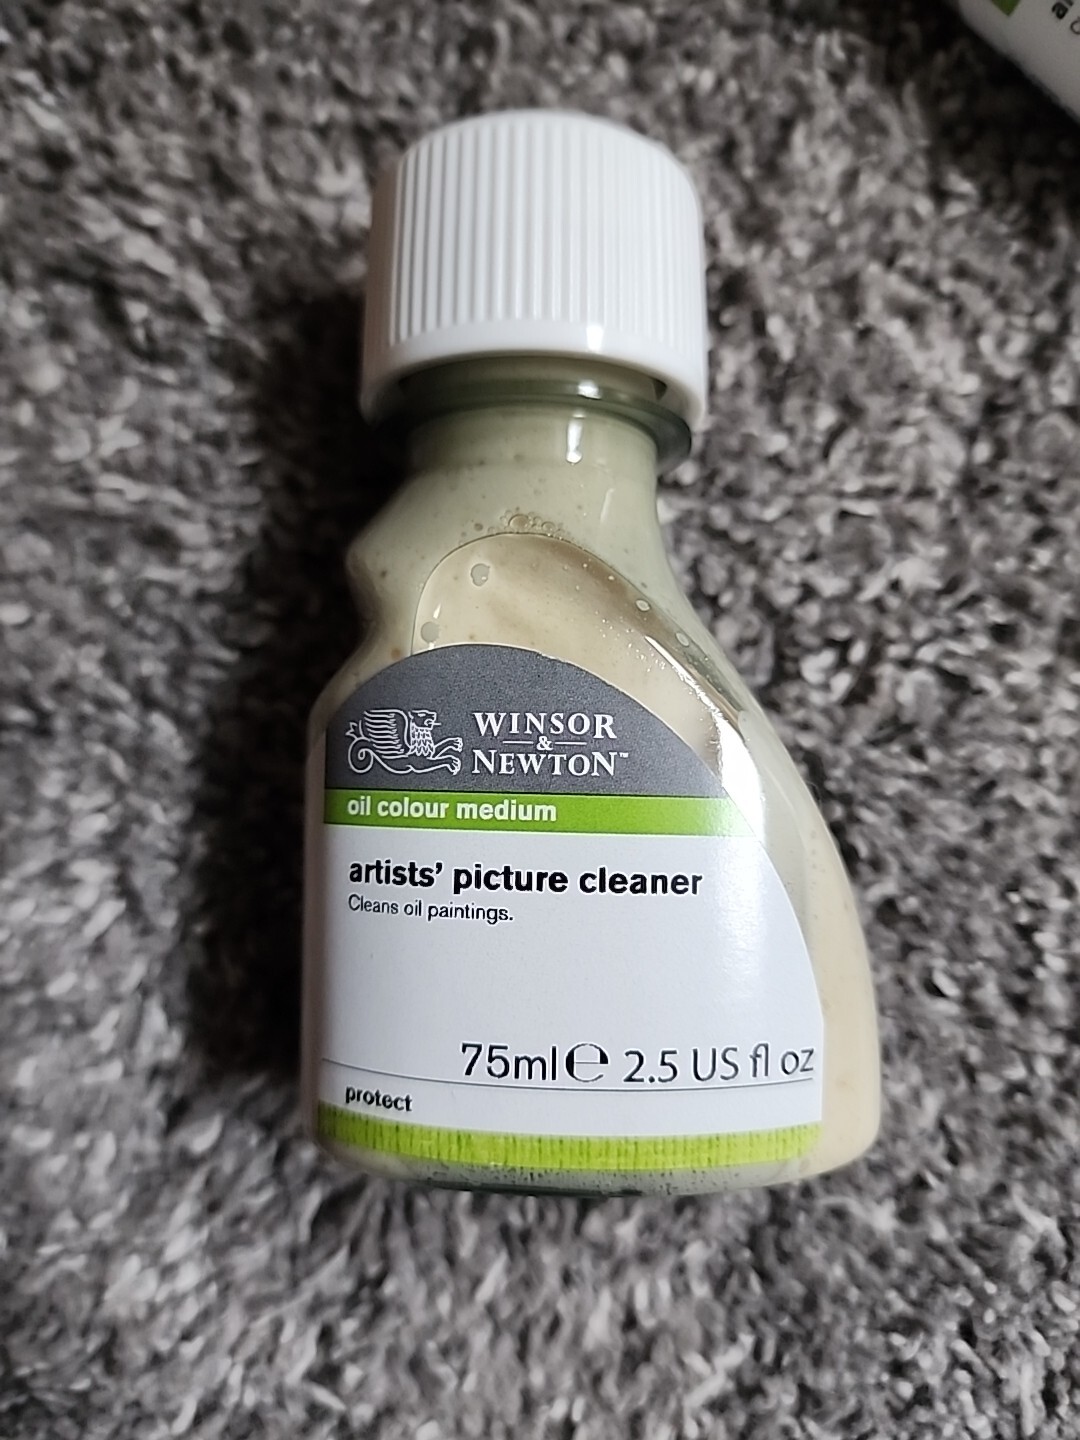 WINSOR
&
NEWTON™
oil colour medium
artists' picture cleaner
Cleans oil paintings.
75ml℮ 2.5 US fl oz
protect